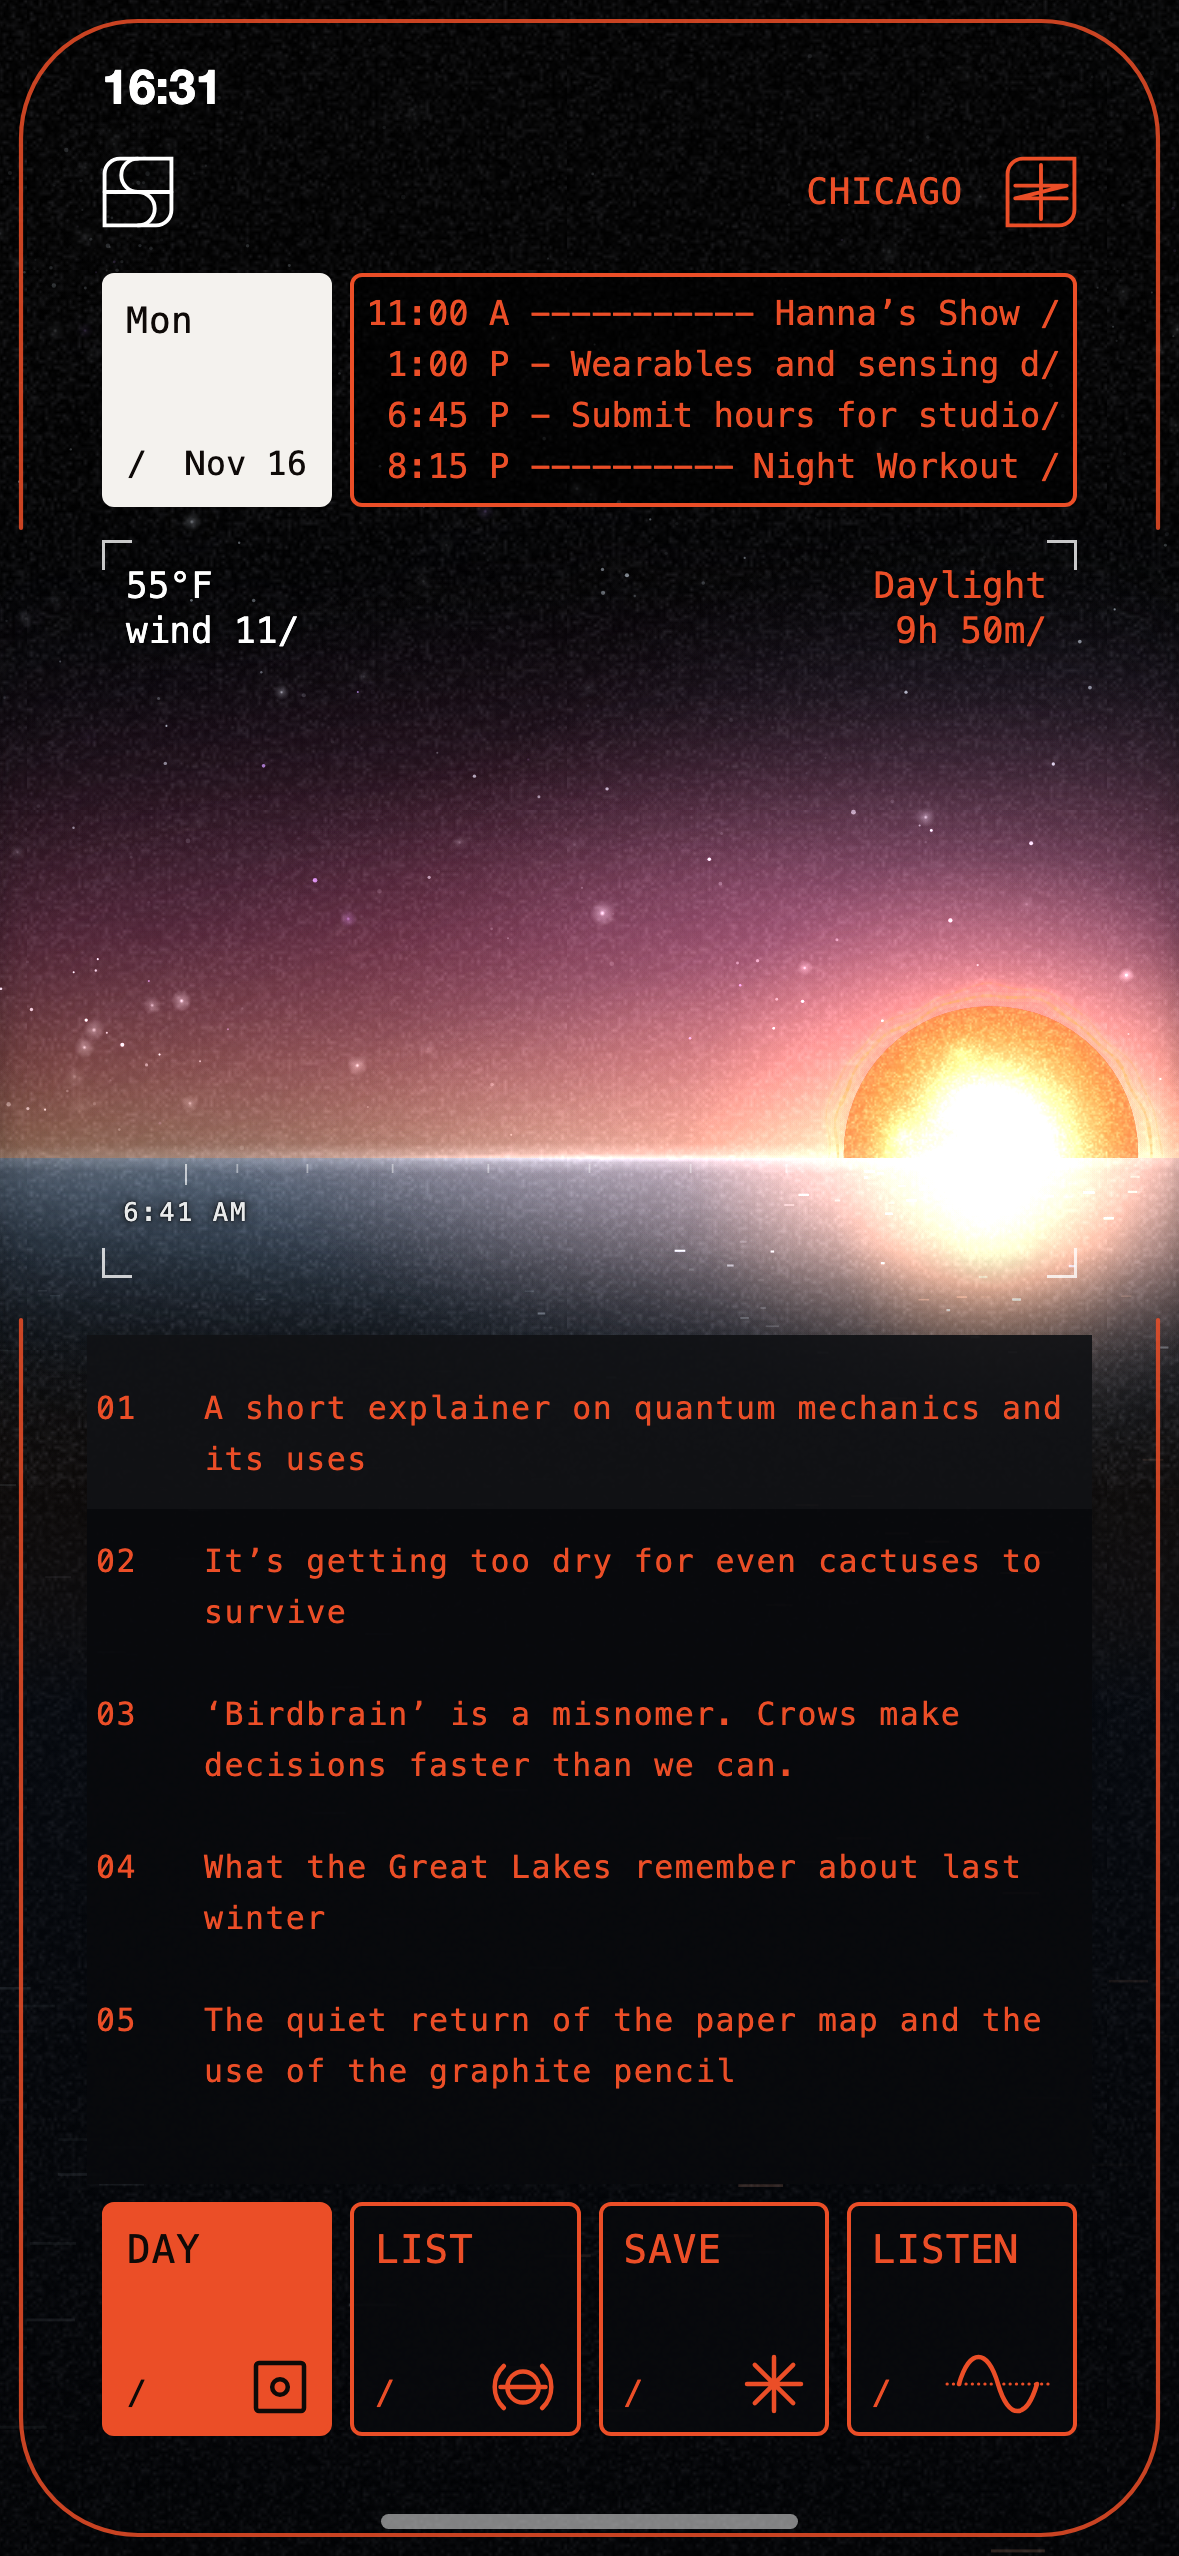 16:31
CHICAGO
Mon
/ Nov 16
11:00 A ––––––––––– Hanna’s Show /
1:00 P – Wearables and sensing d/
6:45 P – Submit hours for studio/
8:15 P –––––––––– Night Workout /
55°F
wind 11/
Daylight
9h 50m/
6:41 AM
01 A short explainer on quantum mechanics and
its uses
02 It’s getting too dry for even cactuses to
survive
03 ‘Birdbrain’ is a misnomer. Crows make
decisions faster than we can.
04 What the Great Lakes remember about last
winter
05 The quiet return of the paper map and the
use of the graphite pencil
DAY
/
LIST
/
SAVE
/
LISTEN
/